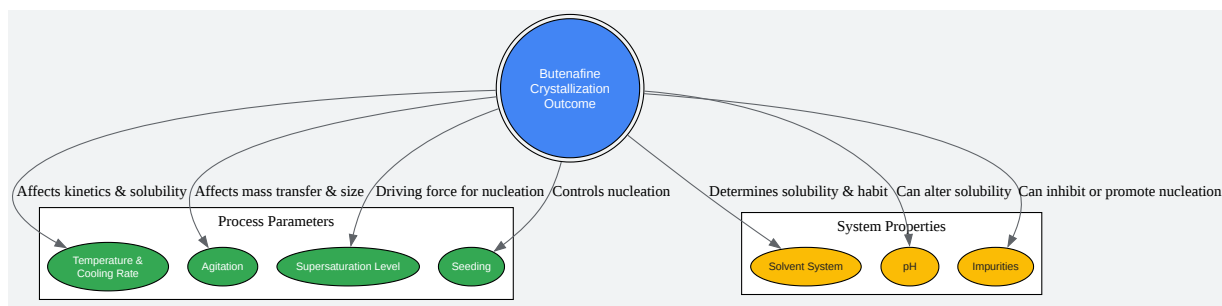 Butenafine
Crystallization
Outcome
Affects kinetics & solubility
Affects mass transfer & size
Driving force for nucleation
Controls nucleation
Determines solubility & habit
Can alter solubility
Can inhibit or promote nucleation
Process Parameters
System Properties
Temperature &
Cooling Rate
Agitation
Supersaturation Level
Seeding
Solvent System
pH
Impurities